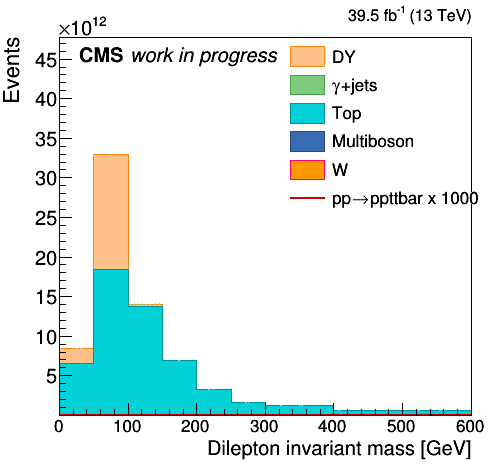 39.5 fb⁻¹ (13 TeV)
×10¹²
CMS work in progress
Events
45
40
35
30
25
20
15
10
5
DY
γ+jets
Top
Multiboson
W
pp→ppttbar x 1000
0 100 200 300 400 500 600
Dilepton invariant mass [GeV]